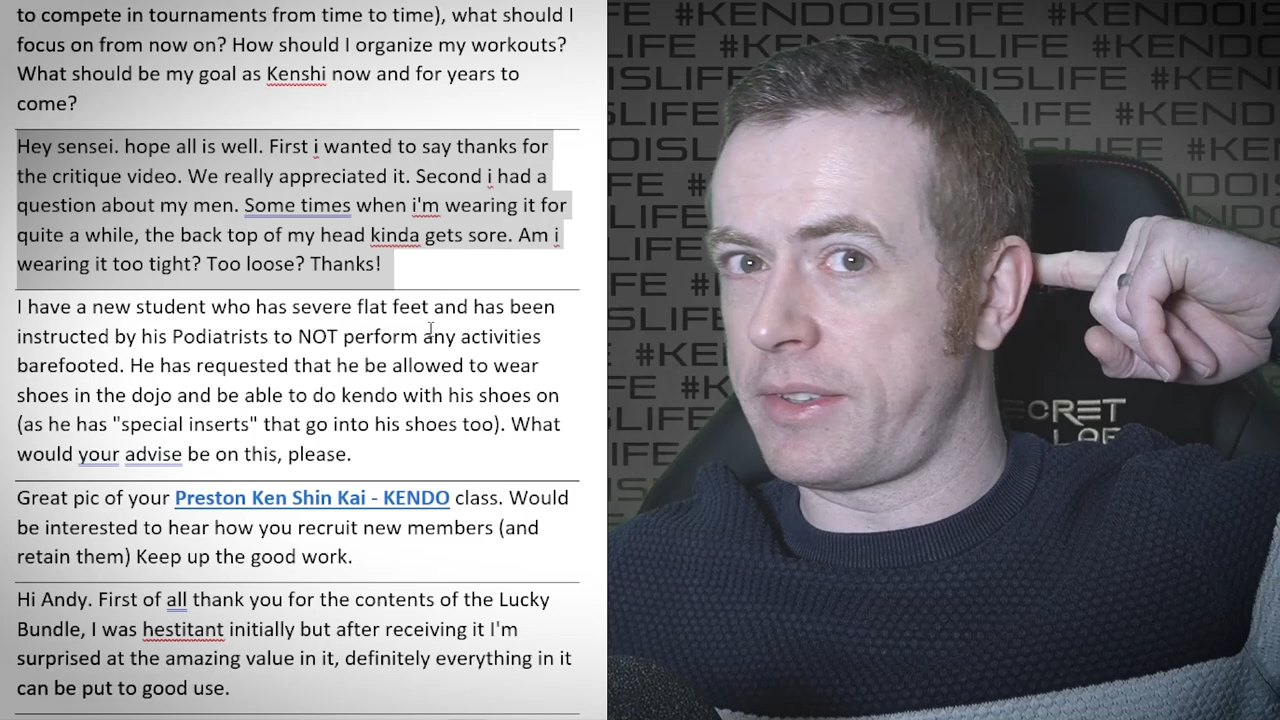 to compete in tournaments from time to time), what should I
focus on from now on? How should I organize my workouts?
What should be my goal as Kenshi now and for years to
come?
Hey sensei. hope all is well. First i wanted to say thanks for
the critique video. We really appreciated it. Second i had a
question about my men. Some times when i'm wearing it for
quite a while, the back top of my head kinda gets sore. Am i
wearing it too tight? Too loose? Thanks!
I have a new student who has severe flat feet and has been
instructed by his Podiatrists to NOT perform any activities
barefooted. He has requested that he be allowed to wear
shoes in the dojo and be able to do kendo with his shoes on
(as he has "special inserts" that go into his shoes too). What
would your advise be on this, please.
Great pic of your Preston Ken Shin Kai - KENDO class. Would
be interested to hear how you recruit new members (and
retain them) Keep up the good work.
Hi Andy. First of all thank you for the contents of the Lucky
Bundle, I was hestitant initially but after receiving it I'm
surprised at the amazing value in it, definitely everything in it
can be put to good use.
#KENDOISLIFE #KENDOIS
LIFE #KENDOISLIFE #KENDO